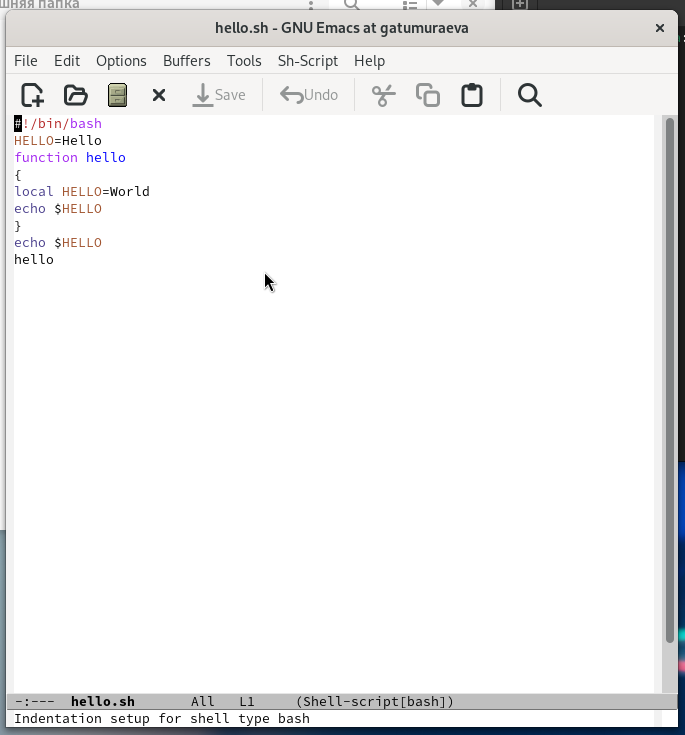 шняя папка
hello.sh - GNU Emacs at gatumuraeva
File Edit Options Buffers Tools Sh-Script Help
Save Undo
#!/bin/bash
HELLO=Hello
function hello
{
local HELLO=World
echo $HELLO
}
echo $HELLO
hello
-:--- hello.sh All L1 (Shell-script[bash])
Indentation setup for shell type bash